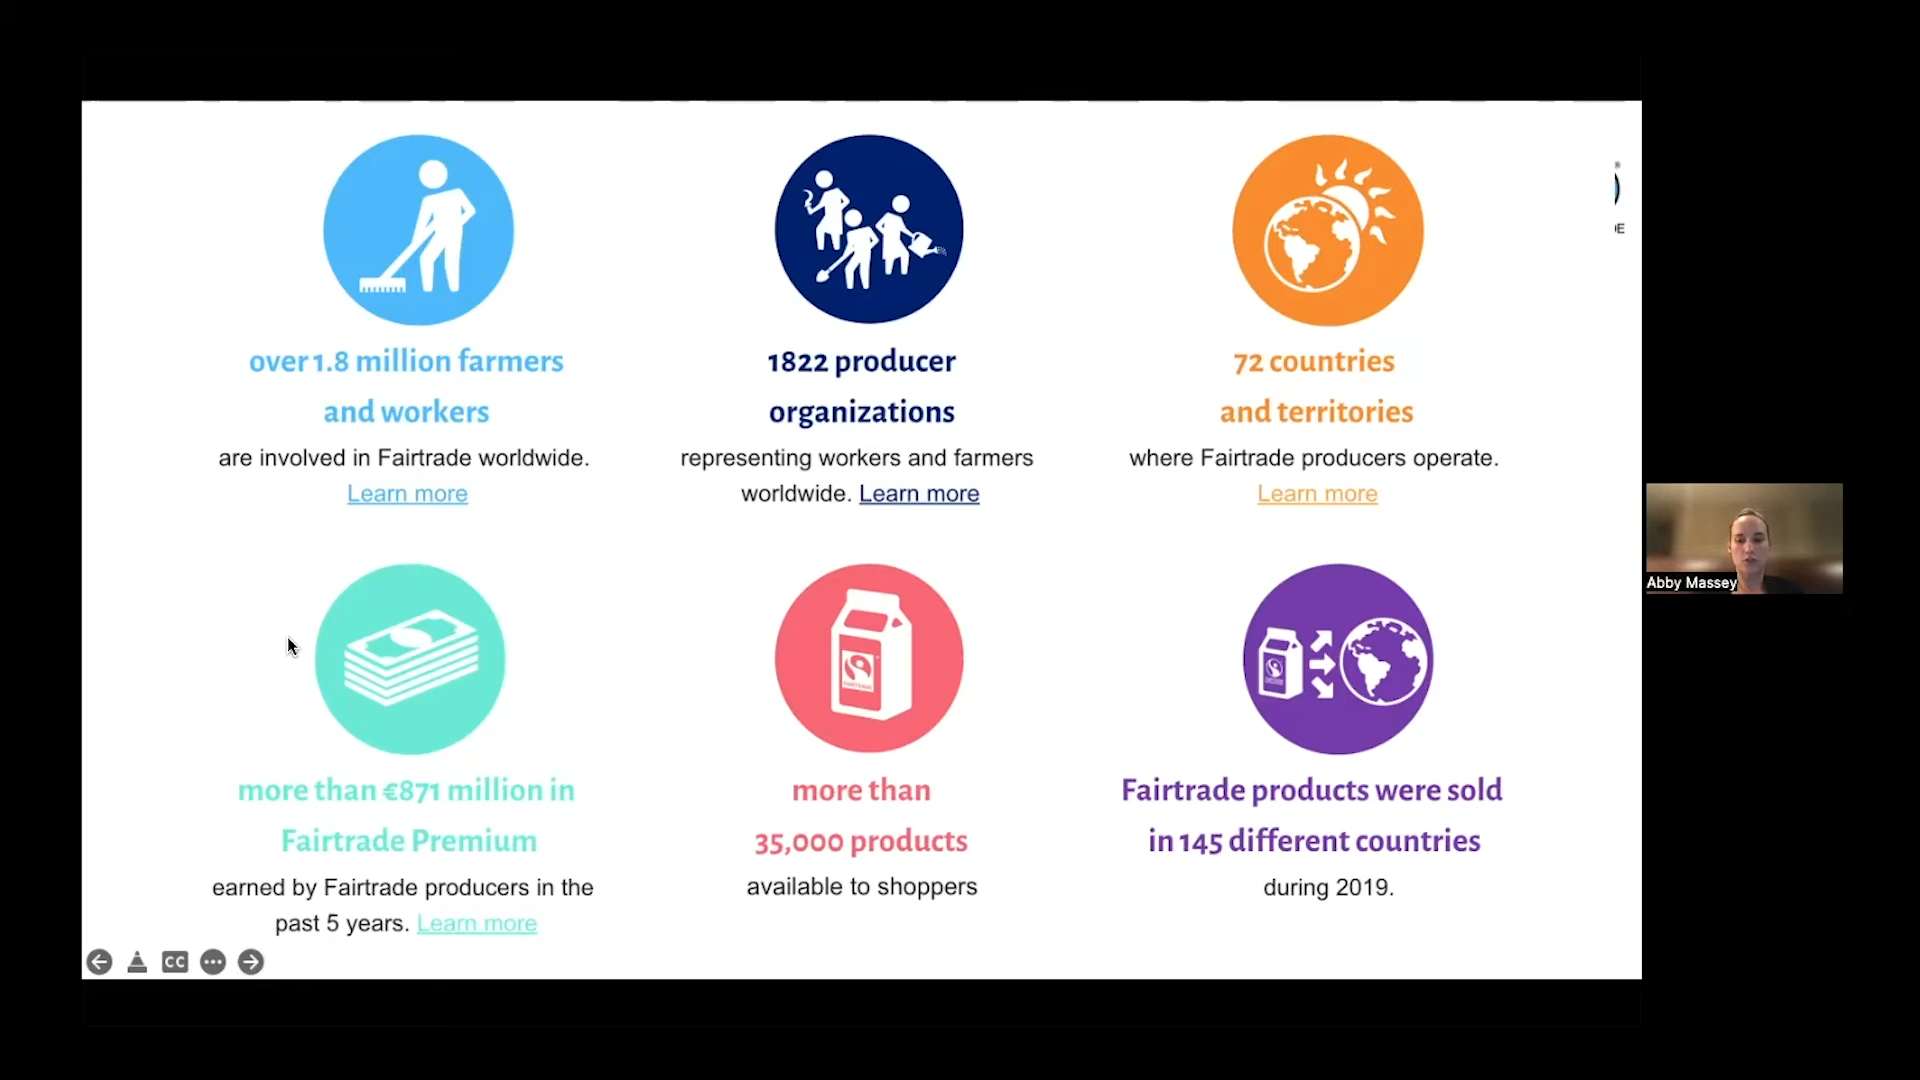 over 1.8 million farmers
and workers
are involved in Fairtrade worldwide.
Learn more
1822 producer
organizations
representing workers and farmers
worldwide. Learn more
72 countries
and territories
where Fairtrade producers operate.
Learn more
more than €871 million in
Fairtrade Premium
earned by Fairtrade producers in the
past 5 years. Learn more
FAIRTRADE
more than
35,000 products
available to shoppers
Fairtrade products were sold
in 145 different countries
during 2019.
CC
Abby Massey